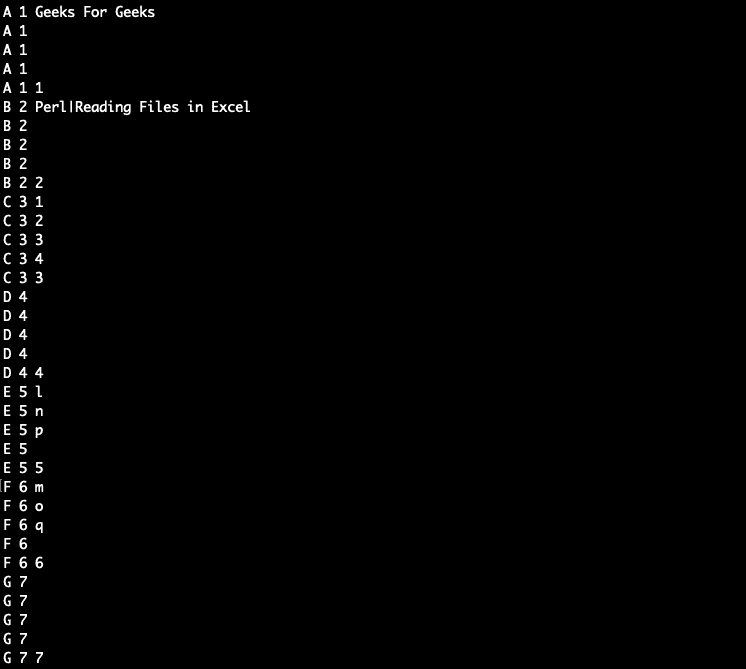 A 1 Geeks For Geeks
A 1
A 1
A 1
A 1 1
B 2 Perl|Reading Files in Excel
B 2
B 2
B 2
B 2 2
C 3 1
C 3 2
C 3 3
C 3 4
C 3 3
D 4
D 4
D 4
D 4
D 4 4
E 5 l
E 5 n
E 5 p
E 5
E 5 5
F 6 m
F 6 o
F 6 q
F 6
F 6 6
G 7
G 7
G 7
G 7
G 7 7